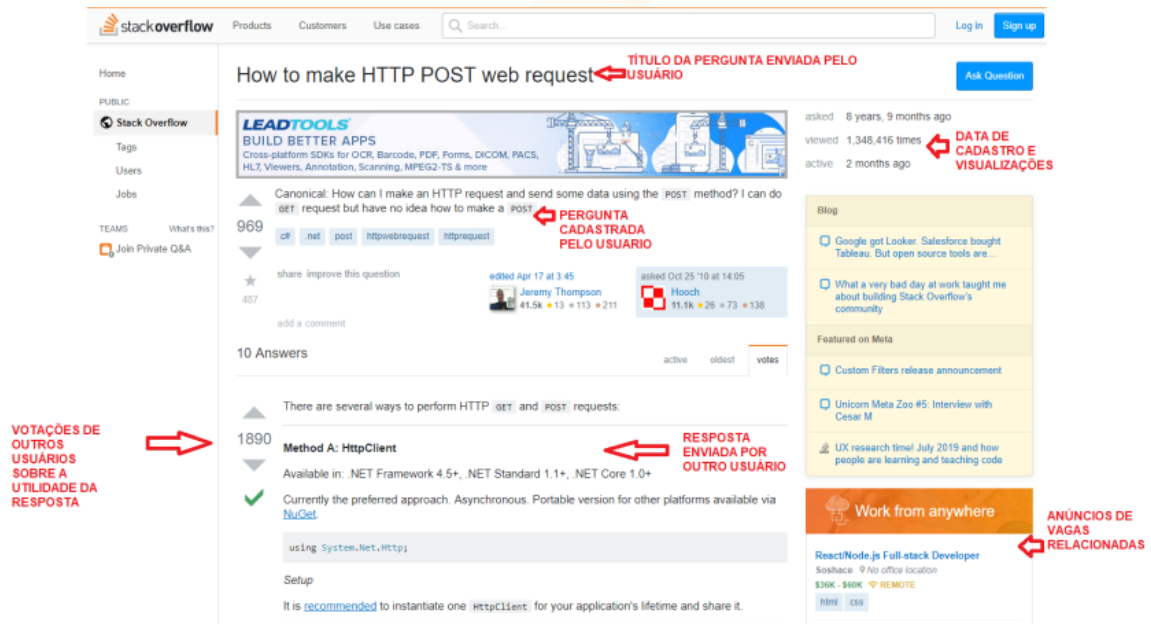 stackoverflow
Products Customers Use cases Search...
Log in Sign up
Home
PUBLIC
Stack Overflow
Tags
Users
Jobs
TEAMS What's this?
Join Private Q&A
How to make HTTP POST web request
TÍTULO DA PERGUNTA ENVIADA PELO
USUÁRIO
Ask Question
LEADTOOLS
BUILD BETTER APPS
Cross-platform SDKs for OCR, Barcode, PDF, Forms, DICOM, PACS,
HL7, Viewers, Annotation, Scanning, MPEG2-TS & more
asked 8 years, 9 months ago
viewed 1,348,416 times
active 2 months ago
DATA DE
CADASTRO E
VISUALIZAÇÕES
Canonical: How can I make an HTTP request and send some data using the POST method? I can do
GET request but have no idea how to make a POST
969
PERGUNTA
CADASTRADA
PELO USUARIO
c# .net post httpwebrequest httprequest
share improve this question
487
edited Apr 17 at 3:45
Jeremy Thompson
41.5k 13 113 211
asked Oct 25 '10 at 14:05
Hooch
11.1k 26 73 138
add a comment
10 Answers
active oldest votes
There are several ways to perform HTTP GET and POST requests:
1890
Method A: HttpClient
Available in: .NET Framework 4.5+, .NET Standard 1.1+, .NET Core 1.0+
Currently the preferred approach. Asynchronous. Portable version for other platforms available via
NuGet.
using System.Net.Http;
Setup
It is recommended to instantiate one HttpClient for your application's lifetime and share it.
VOTAÇÕES DE
OUTROS
USUÁRIOS
SOBRE A
UTILIDADE DA
RESPOSTA
RESPOSTA
ENVIADA POR
OUTRO USUÁRIO
Blog
Google got Looker. Salesforce bought
Tableau. But open source tools are...
What a very bad day at work taught me
about building Stack Overflow's
community
Featured on Meta
Custom Filters release announcement
Unicorn Meta Zoo #5: Interview with
Cesar M
UX research time! July 2019 and how
people are learning and teaching code
Work from anywhere
React/Node.js Full-stack Developer
Soshace No office location
$36K - $60K REMOTE
html css
ANÚNCIOS DE
VAGAS
RELACIONADAS